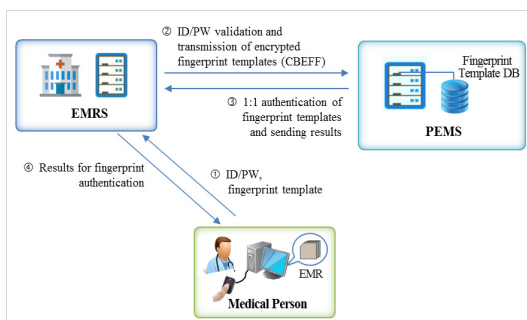 ② ID/PW validation and
transmission of encrypted
fingerprint templates (CBEFF)
Fingerprint
Template DB
EMRS
③ 1:1 authentication of
fingerprint templates
and sending results
PEMS
④ Results for fingerprint
authentication
① ID/PW,
fingerprint template
EMR
Medical Person